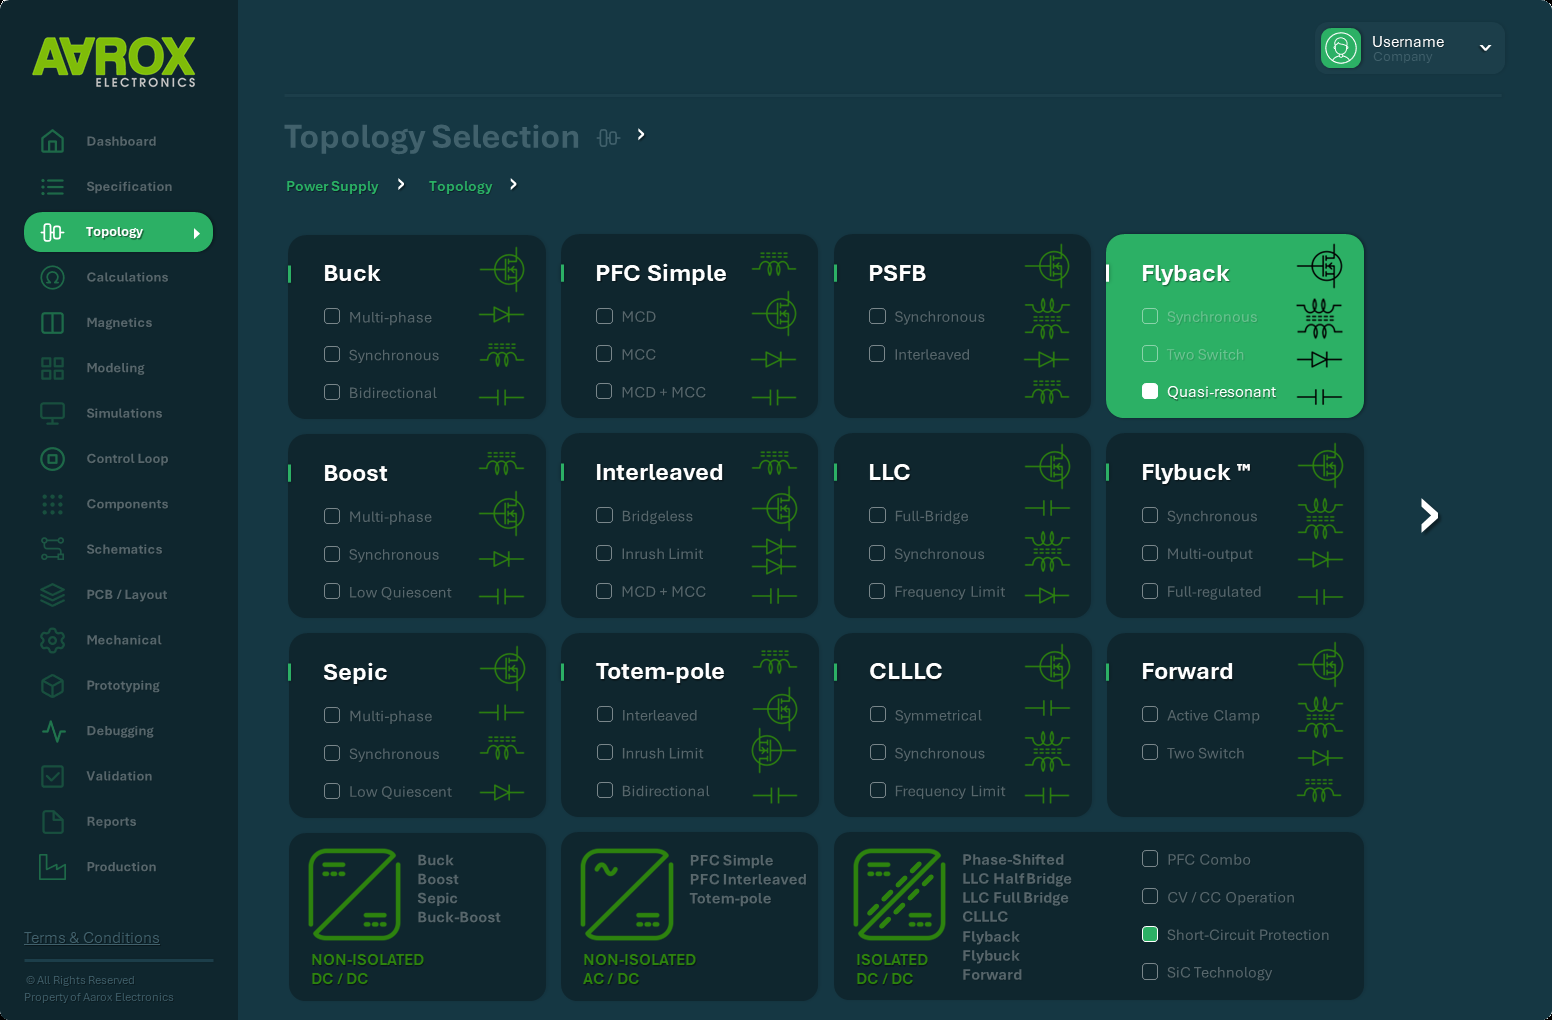 AAROX
ELECTRONICS
Username
Company
Dashboard
Specification
Topology
Calculations
Magnetics
Modeling
Simulations
Control Loop
Components
Schematics
PCB / Layout
Mechanical
Prototyping
Debugging
Validation
Reports
Production
Terms & Conditions
© All Rights Reserved
Property of Aarox Electronics
Topology Selection
Power Supply
Topology
Buck
Multi-phase
Synchronous
Bidirectional
PFC Simple
MCD
MCC
MCD + MCC
PSFB
Synchronous
Interleaved
Flyback
Synchronous
Two Switch
Quasi-resonant
Boost
Multi-phase
Synchronous
Low Quiescent
Interleaved
Bridgeless
Inrush Limit
MCD + MCC
LLC
Full-Bridge
Synchronous
Frequency Limit
Flybuck ™
Synchronous
Multi-output
Full-regulated
Sepic
Multi-phase
Synchronous
Low Quiescent
Totem-pole
Interleaved
Inrush Limit
Bidirectional
CLLLC
Symmetrical
Synchronous
Frequency Limit
Forward
Active Clamp
Two Switch
Buck
Boost
Sepic
Buck-Boost
NON-ISOLATED
DC / DC
PFC Simple
PFC Interleaved
Totem-pole
NON-ISOLATED
AC / DC
Phase-Shifted
LLC Half Bridge
LLC Full Bridge
CLLLC
Flyback
Flybuck
Forward
ISOLATED
DC / DC
PFC Combo
CV / CC Operation
Short-Circuit Protection
SiC Technology